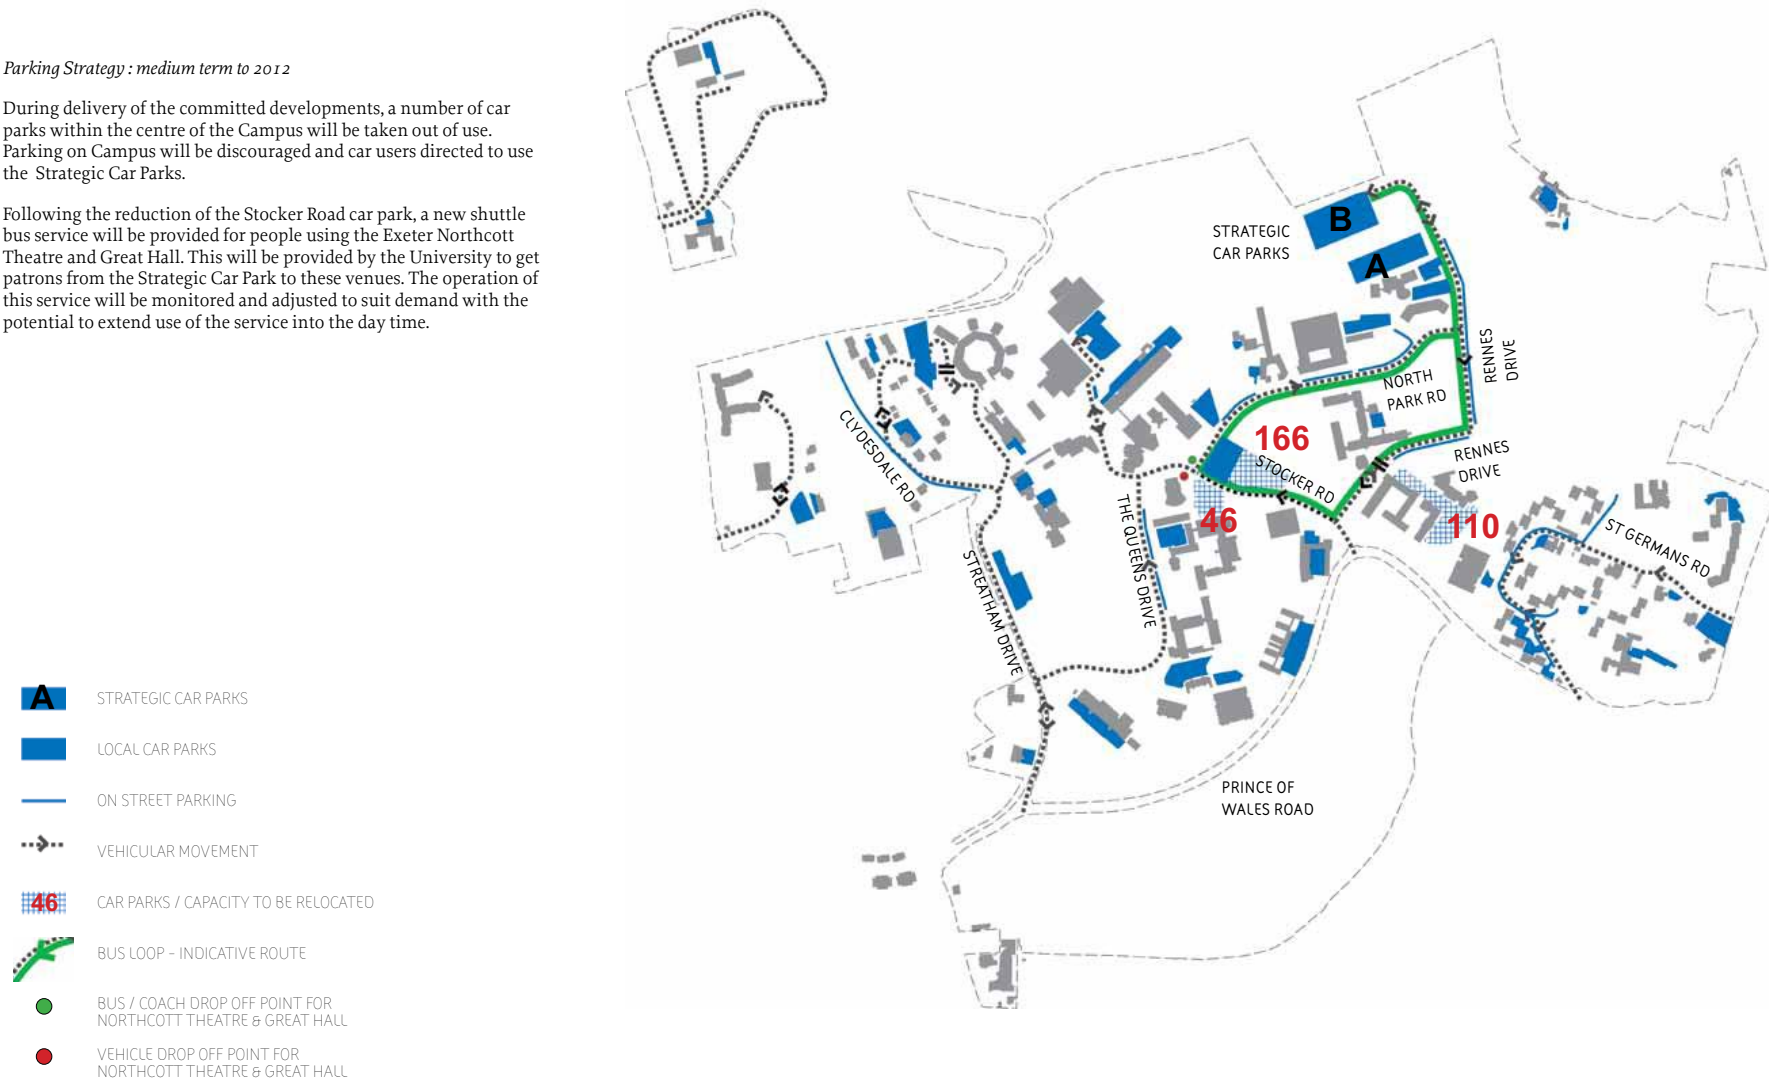 Parking Strategy : medium term to 2012
During delivery of the committed developments, a number of car
parks within the centre of the Campus will be taken out of use.
Parking on Campus will be discouraged and car users directed to use
the  Strategic Car Parks.
Following the reduction of the Stocker Road car park, a new shuttle
bus service will be provided for people using the Exeter Northcott
Theatre and Great Hall. This will be provided by the University to get
patrons from the Strategic Car Park to these venues. The operation of
this service will be monitored and adjusted to suit demand with the
potential to extend use of the service into the day time.
A
STRATEGIC CAR PARKS
LOCAL CAR PARKS
ON STREET PARKING
VEHICULAR MOVEMENT
46
CAR PARKS / CAPACITY TO BE RELOCATED
BUS LOOP - INDICATIVE ROUTE
BUS / COACH DROP OFF POINT FOR
NORTHCOTT THEATRE & GREAT HALL
VEHICLE DROP OFF POINT FOR
NORTHCOTT THEATRE & GREAT HALL
STRATEGIC
CAR PARKS
B
A
RENNES
DRIVE
NORTH
PARK RD
166
STOCKER RD
RENNES
DRIVE
CLYDESDALE RD
46
110
THE QUEENS DRIVE
ST GERMANS RD
STREATHAM DRIVE
PRINCE OF
WALES ROAD